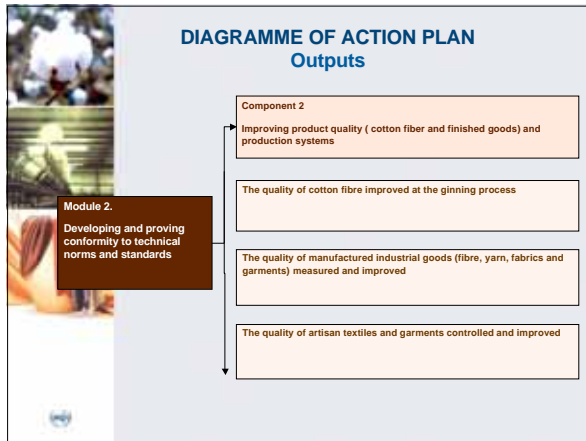 DIAGRAMME OF ACTION PLAN
Outputs
Component 2
Improving product quality ( cotton fiber and finished goods) and
production systems
The quality of cotton fibre improved at the ginning process
Module 2.
Developing and proving
conformity to technical
norms and standards
The quality of manufactured industrial goods (fibre, yarn, fabrics and
garments) measured and improved
The quality of artisan textiles and garments controlled and improved